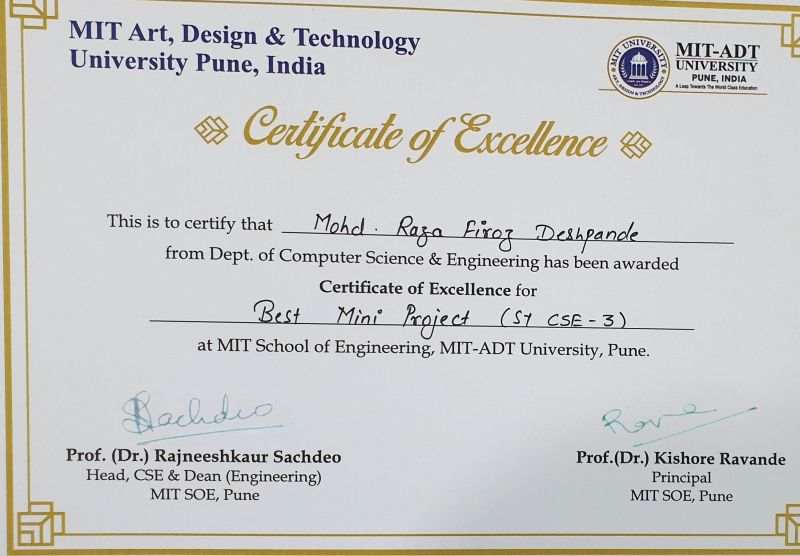 MIT Art, Design & Technology
University Pune, India
MIT UNIVERSITY
ART, DESIGN & TECHNOLOGY
MIT-ADT
UNIVERSITY
PUNE, INDIA
A Leap Towards The World Class Education
Certificate of Excellence
This is to certify that Mohd. Raza Firoz Deshpande
from Dept. of Computer Science & Engineering has been awarded
Certificate of Excellence for
Best Mini Project (SY CSE-3)
at MIT School of Engineering, MIT-ADT University, Pune.
Sachdeo
Prof. (Dr.) Rajneeshkaur Sachdeo
Head, CSE & Dean (Engineering)
MIT SOE, Pune
Prof.(Dr.) Kishore Ravande
Principal
MIT SOE, Pune